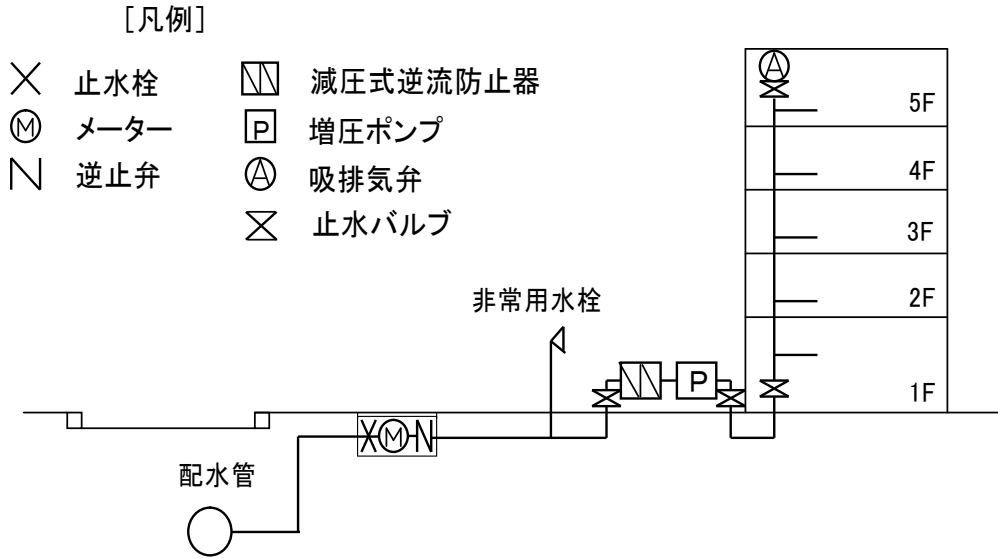 [凡例]
止水栓
減圧式逆流防止器
M
メーター
P
増圧ポンプ
逆止弁
A
吸排気弁
止水バルブ
A
5F
4F
3F
2F
1F
非常用水栓
P
M
配水管